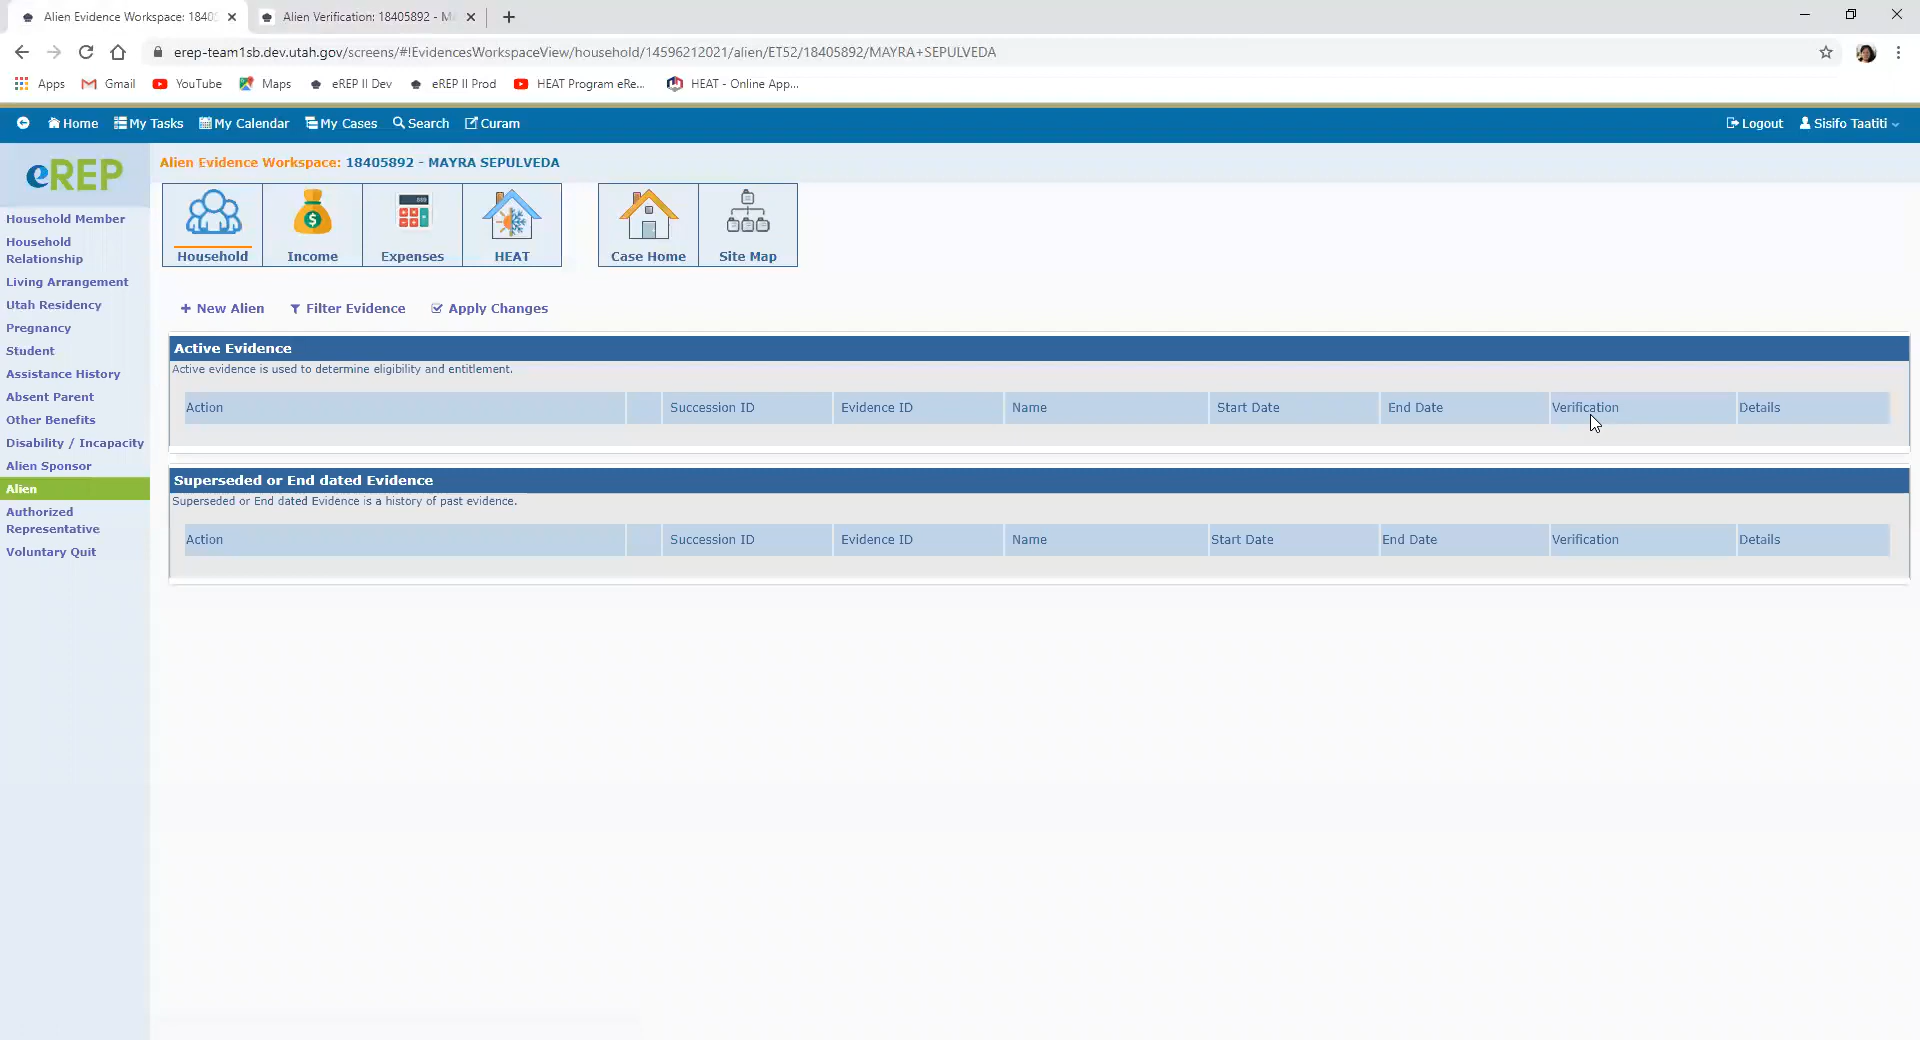 Alien Evidence Workspace: 1840
Alien Verification: 18405892 - M
erep-team1sb.dev.utah.gov/screens/#!EvidencesWorkspaceView/household/14596212021/alien/ET52/18405892/MAYRA+SEPULVEDA
Apps Gmail YouTube Maps eREP II Dev eREP II Prod HEAT Program eRe... HEAT - Online App...
Home My Tasks My Calendar My Cases Search Curam Logout Sisifo Taatiti
eREP
Alien Evidence Workspace: 18405892 - MAYRA SEPULVEDA
Household Income Expenses HEAT Case Home Site Map
Household Member
Household
Relationship
Living Arrangement
Utah Residency
Pregnancy
Student
Assistance History
Absent Parent
Other Benefits
Disability / Incapacity
Alien Sponsor
Alien
Authorized
Representative
Voluntary Quit
+ New Alien Filter Evidence Apply Changes
Active Evidence
Active evidence is used to determine eligibility and entitlement.
Action Succession ID Evidence ID Name Start Date End Date Verification Details
Superseded or End dated Evidence
Superseded or End dated Evidence is a history of past evidence.
Action Succession ID Evidence ID Name Start Date End Date Verification Details